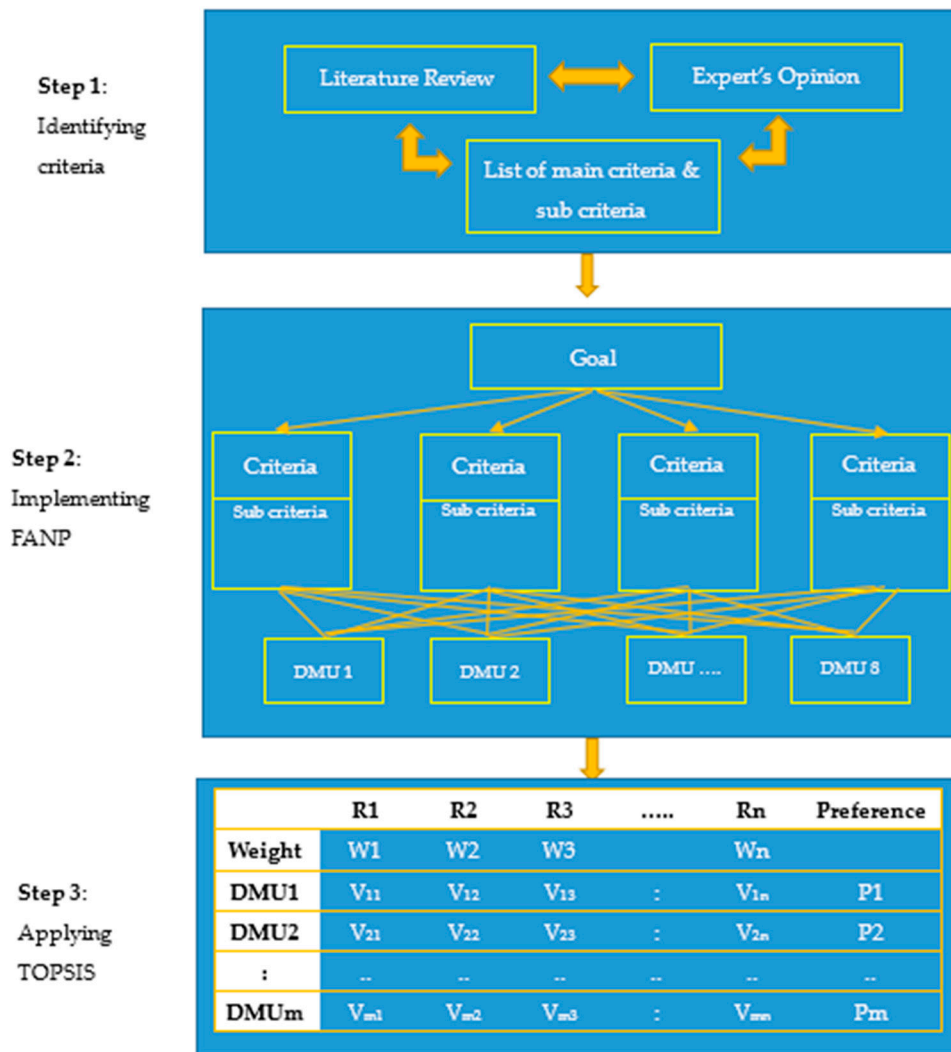 Step 1:
Identifying
criteria
Literature Review
Expert's Opinion
List of main criteria &
sub criteria
Step 2:
Implementing
FANP
Goal
Criteria Criteria Criteria Criteria
Sub criteria Sub criteria Sub criteria Sub criteria
DMU 1 DMU 2 DMU .... DMU 8
Step 3:
Applying
TOPSIS
R1 R2 R3 ..... Rn Preference
Weight W1 W2 W3 Wn
DMU1 V11 V12 V13 : V1n P1
DMU2 V21 V22 V23 : V2n P2
: .. .. .. .. .. ..
DMUm Vm1 Vm2 Vm3 : Vmn Pm